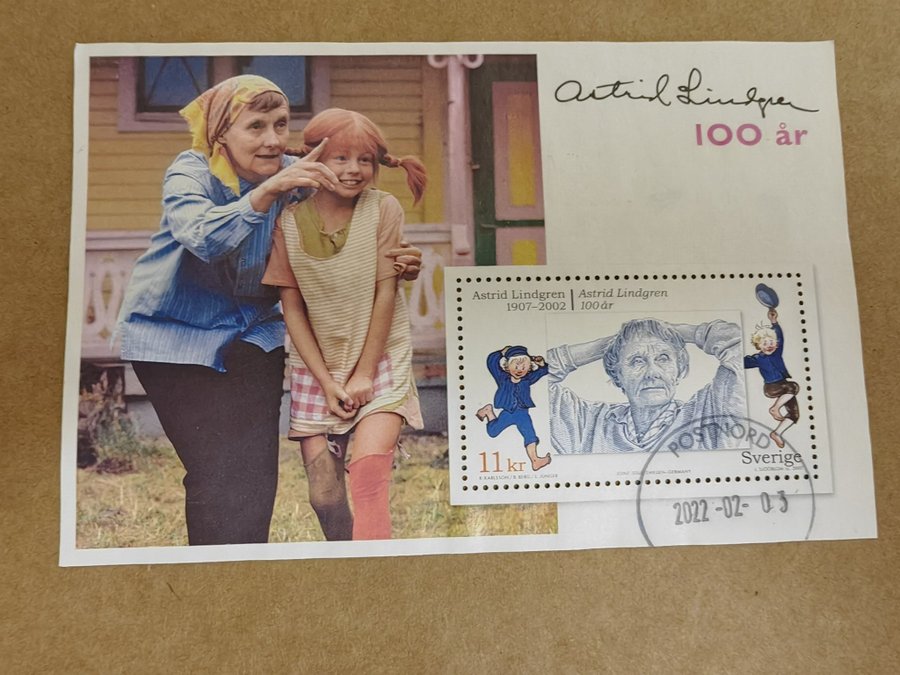 Astrid Lindgren
100 år
Astrid Lindgren
1907–2002
Astrid Lindgren
100 år
11 kr
Sverige
POSTNORD
2022-02-03